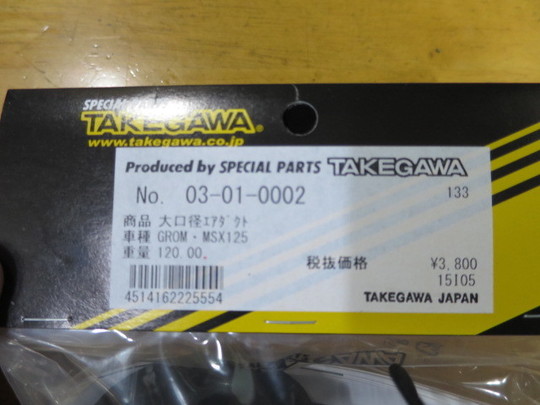 SPECIAL
TAKEGAWA®
www.takegawa.co.jp
Produced by SPECIAL PARTS TAKEGAWA
No. 03-01-0002 133
商品 大口径ｴｱﾀﾞｸﾄ
車種 GROM・MSX125
重量 120.00.
税抜価格 ¥3,800
15I05
4514162225554
TAKEGAWA JAPAN